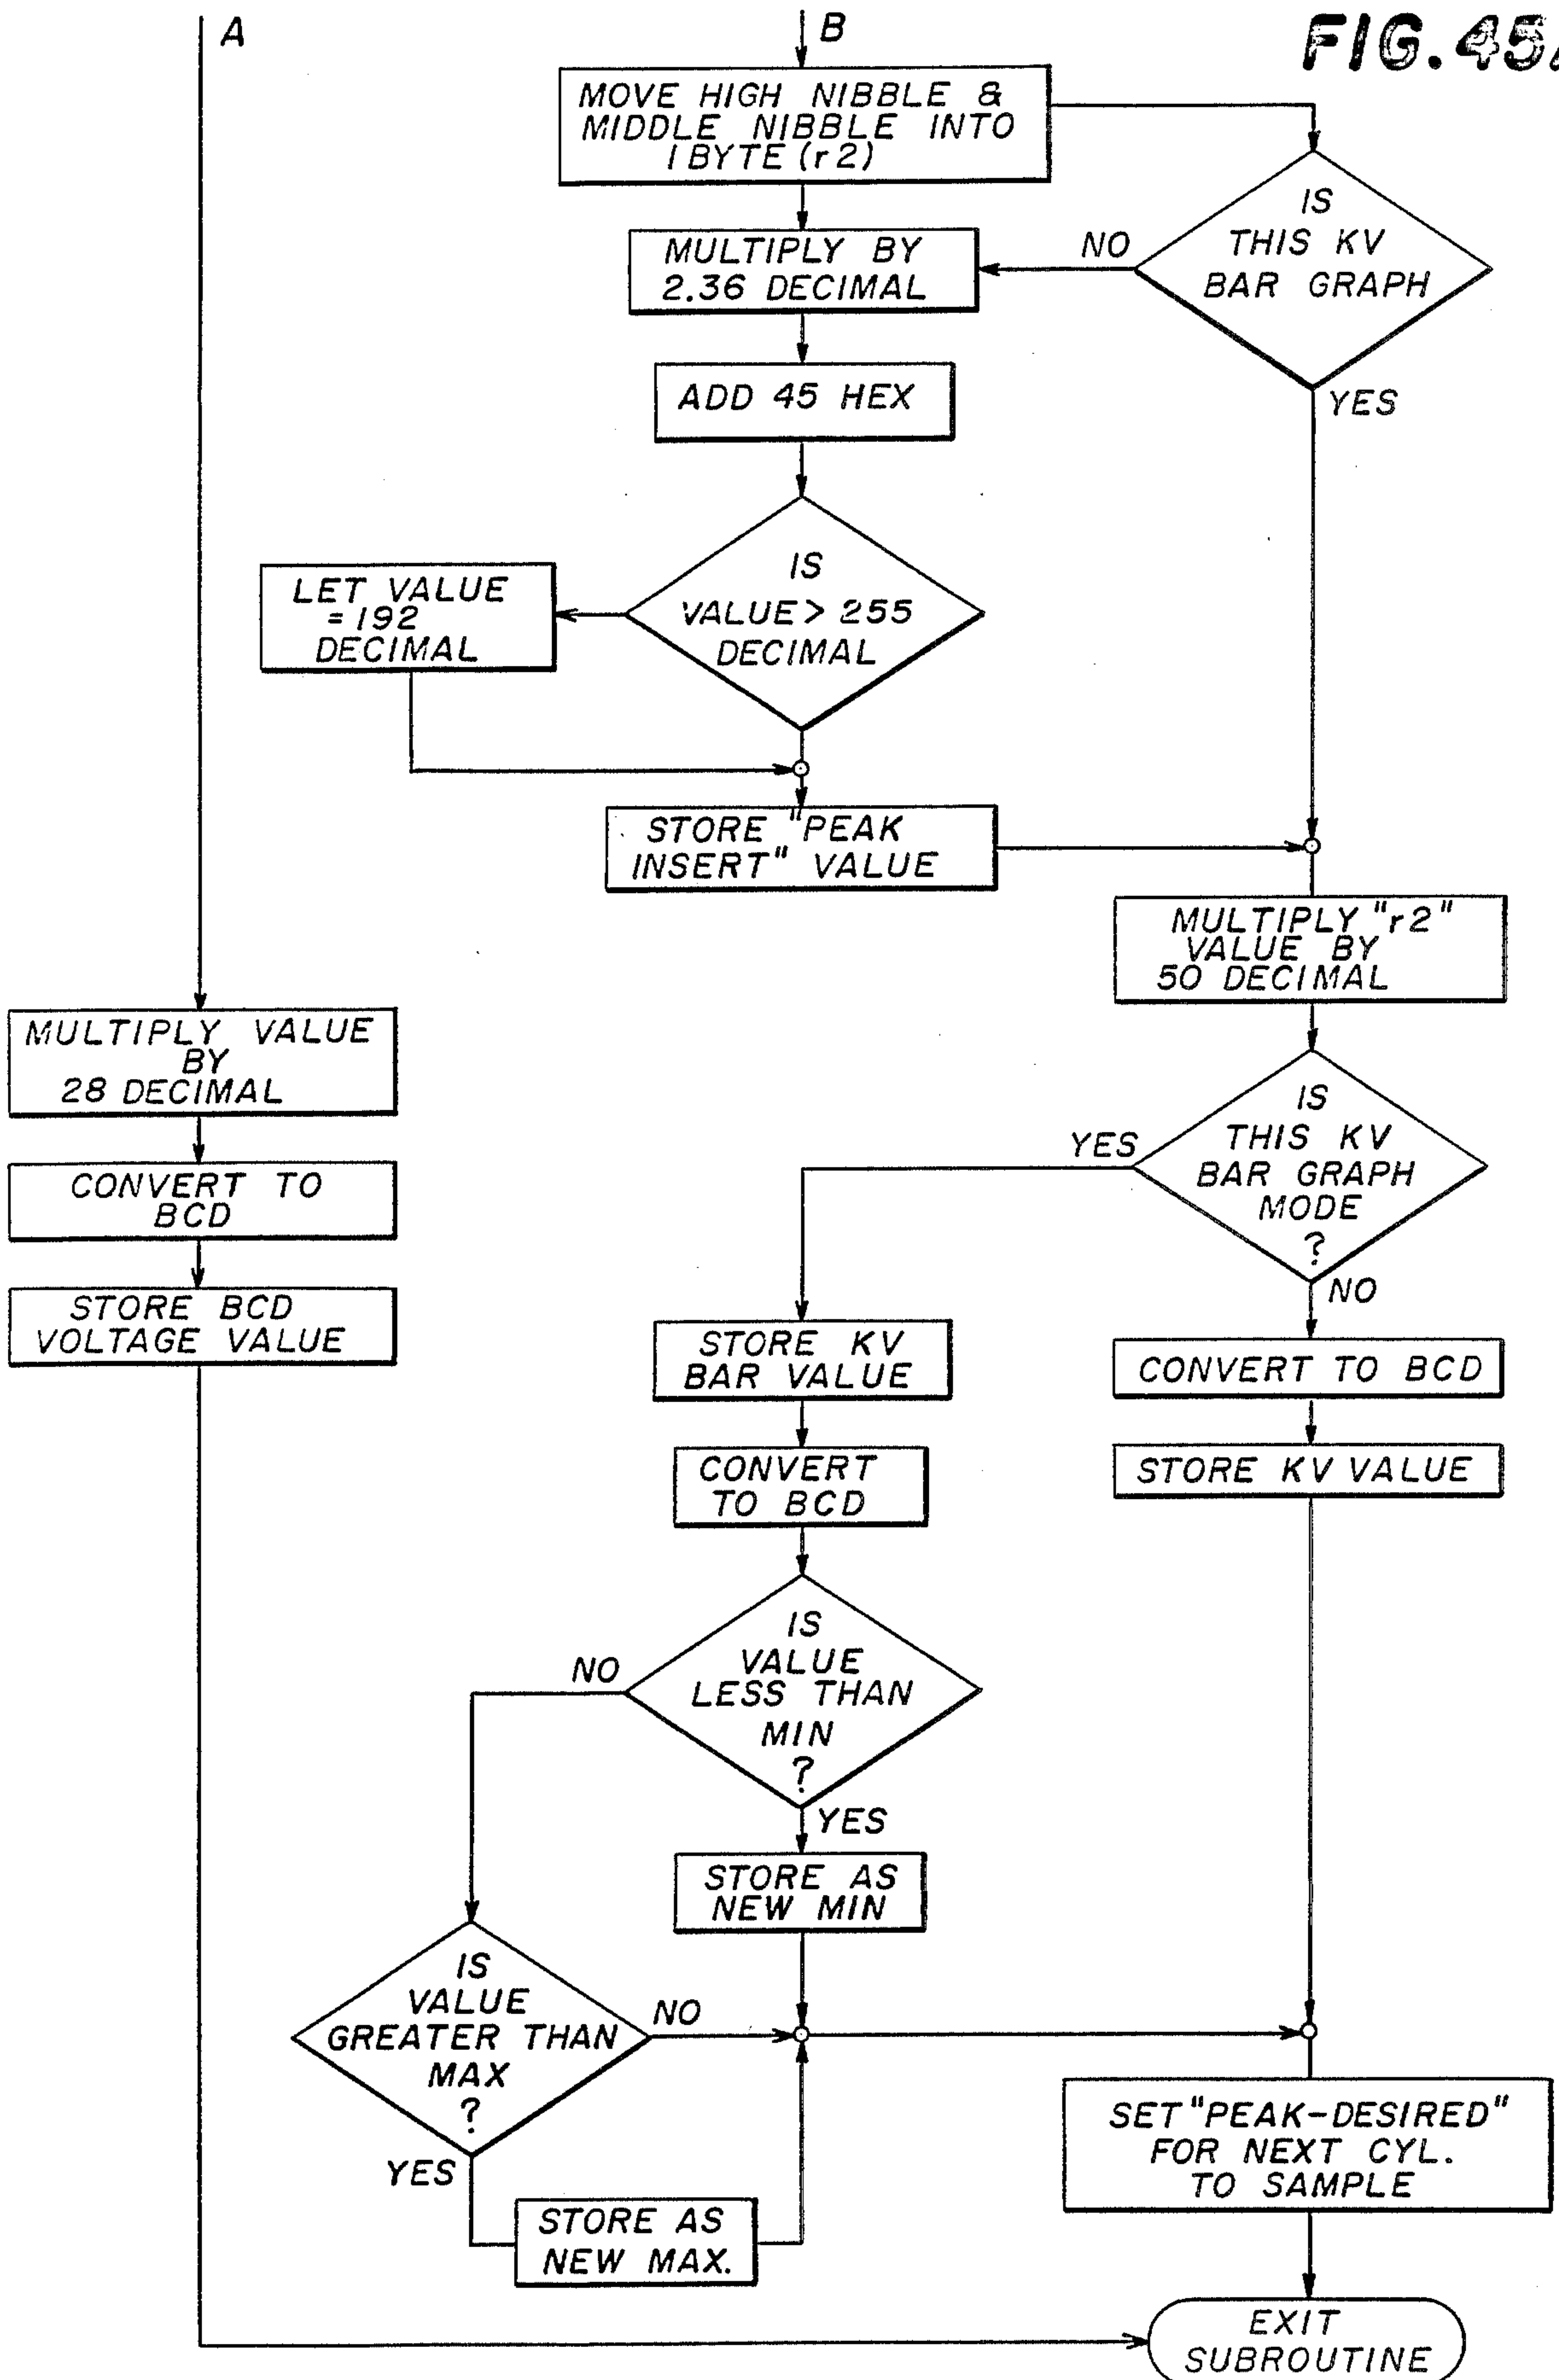 A
B
FIG. 45
MOVE HIGH NIBBLE &
MIDDLE NIBBLE INTO
1 BYTE (r2)
IS
THIS KV
BAR GRAPH
NO
YES
MULTIPLY BY
2.36 DECIMAL
ADD 45 HEX
IS
VALUE > 255
DECIMAL
LET VALUE
= 192
DECIMAL
STORE "PEAK
INSERT" VALUE
MULTIPLY "r2"
VALUE BY
50 DECIMAL
MULTIPLY VALUE
BY
28 DECIMAL
CONVERT TO
BCD
STORE BCD
VOLTAGE VALUE
IS
THIS KV
BAR GRAPH
MODE
?
YES
NO
STORE KV
BAR VALUE
CONVERT TO BCD
CONVERT
TO BCD
STORE KV VALUE
IS
VALUE
LESS THAN
MIN
?
NO
YES
STORE AS
NEW MIN
IS
VALUE
GREATER THAN
MAX
?
NO
YES
STORE AS
NEW MAX.
SET "PEAK-DESIRED"
FOR NEXT CYL.
TO SAMPLE
EXIT
SUBROUTINE